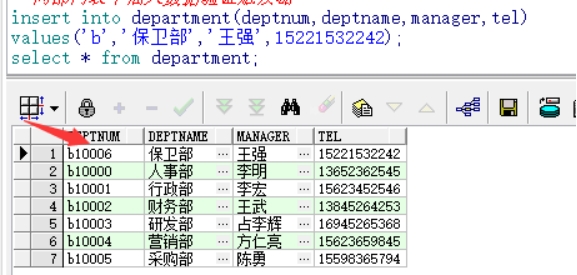 insert into department(deptnum,deptname,manager,tel)
values('b','保卫部','王强',15221532242);
select * from department;
DEPTNAME MANAGER TEL
1 b10006 保卫部 ··· 王强 ··· 15221532242
2 b10000 人事部 ··· 李明 ··· 13652362545
3 b10001 行政部 ··· 李宏 ··· 15623452546
4 b10002 财务部 ··· 王武 ··· 13845264253
5 b10003 研发部 ··· 占李辉 ··· 16945265368
6 b10004 营销部 ··· 方仁亮 ··· 15623659845
7 b10005 采购部 ··· 陈勇 ··· 15598365794